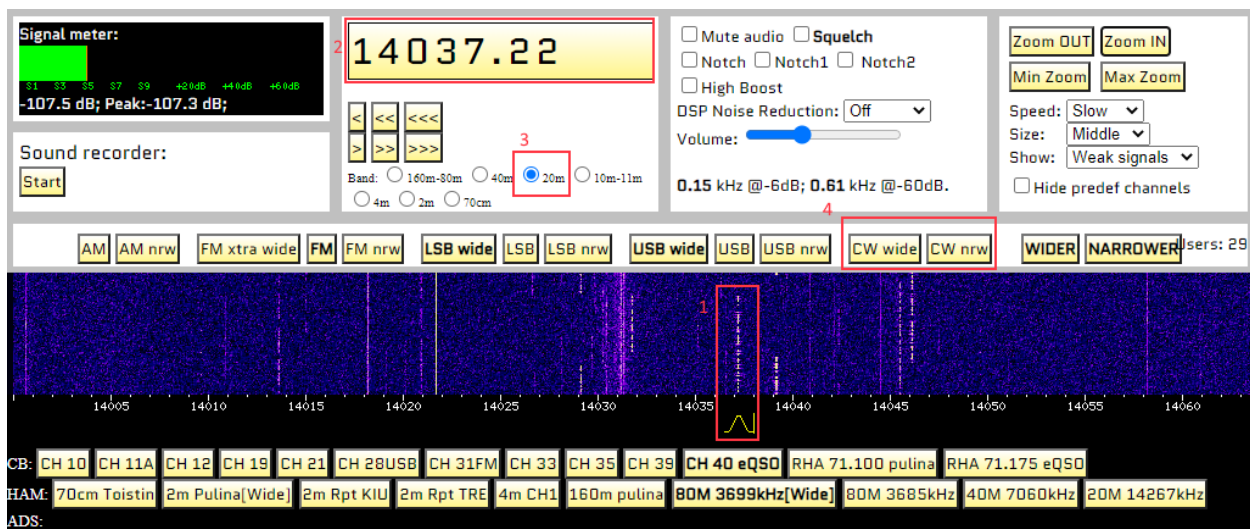 Signal meter:
S1 S3 S5 S7 S9 +20dB +40dB +60dB
-107.5 dB; Peak:-107.3 dB;
Sound recorder:
Start
2
14037.22
< << <<<
> >> >>>
3
Band: 160m-80m 40m 20m 10m-11m
4m 2m 70cm
Mute audio Squelch
Notch Notch1 Notch2
High Boost
DSP Noise Reduction: Off
Volume:
0.15 kHz @-6dB; 0.61 kHz @-60dB.
4
Zoom OUT Zoom IN
Min Zoom Max Zoom
Speed: Slow
Size: Middle
Show: Weak signals
Hide predef channels
AM AM nrw FM xtra wide FM FM nrw LSB wide LSB LSB nrw USB wide USB USB nrw CW wide CW nrw WIDER NARROWER Users: 29
1
14005 14010 14015 14020 14025 14030 14035 14040 14045 14050 14055 14060
CB: CH 10 CH 11A CH 12 CH 19 CH 21 CH 28USB CH 31FM CH 33 CH 35 CH 39 CH 40 eQSO RHA 71.100 pulina RHA 71.175 eQSO
HAM: 70cm Toistin 2m Pulina[Wide] 2m Rpt KIU 2m Rpt TRE 4m CH1 160m pulina 80M 3699kHz[Wide] 80M 3685kHz 40M 7060kHz 20M 14267kHz
ADS: